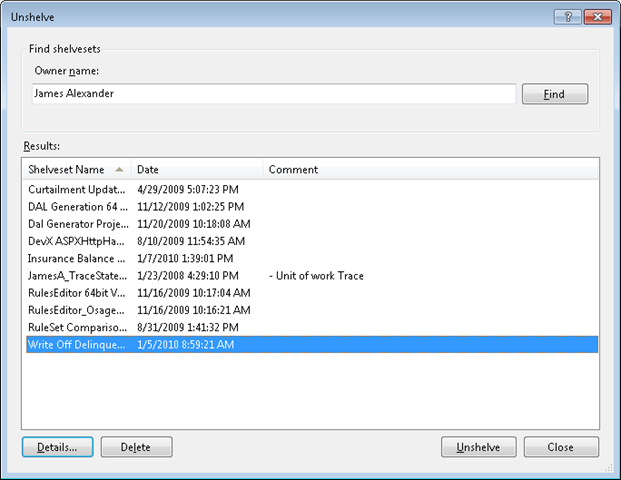 Unshelve
Find shelvesets
Owner name:
James Alexander
Find
Results:
Shelveset Name Date Comment
Curtailment Updat... 4/29/2009 5:07:23 PM
DAL Generation 64 ... 11/12/2009 1:02:25 PM
Dal Generator Proje... 11/20/2009 10:18:08 AM
DevX ASPXHttpHa... 8/10/2009 11:54:35 AM
Insurance Balance ... 1/7/2010 1:39:01 PM
JamesA_TraceState... 1/23/2008 4:29:10 PM - Unit of work Trace
RulesEditor 64bit V... 11/16/2009 10:17:04 AM
RulesEditor_Osage... 11/16/2009 10:16:21 AM
RuleSet Compariso... 8/31/2009 1:41:32 PM
Write Off Delinque... 1/5/2010 8:59:21 AM
Details... Delete Unshelve Close